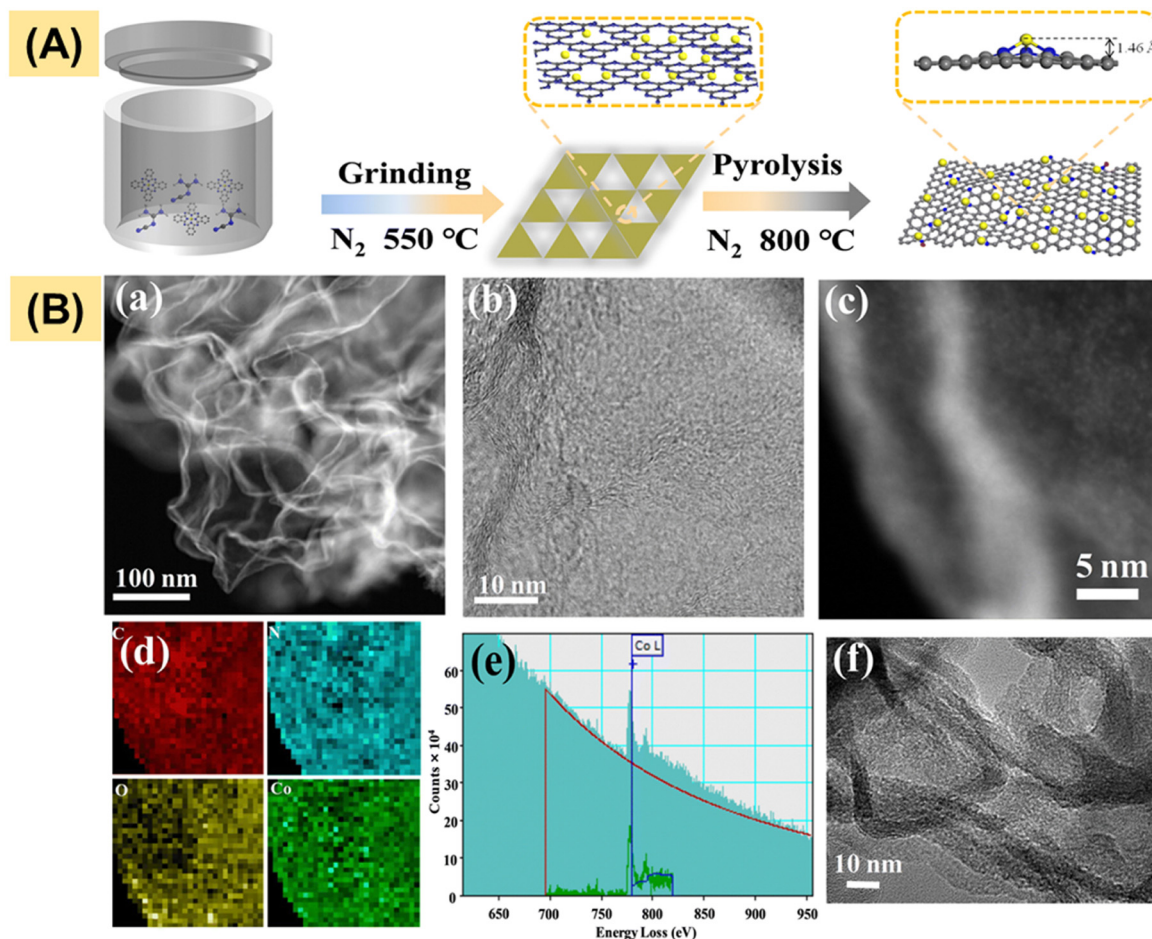 (A)
Grinding
N₂ 550 ℃
Pyrolysis
N₂ 800 ℃
1.46 Å
(B)
(a)
100 nm
(b)
10 nm
(c)
5 nm
(d)
C
N
O
Co
(e)
Co L
Counts × 10⁴
60
50
40
30
20
10
0
650 700 750 800 850 900 950
Energy Loss (eV)
(f)
10 nm